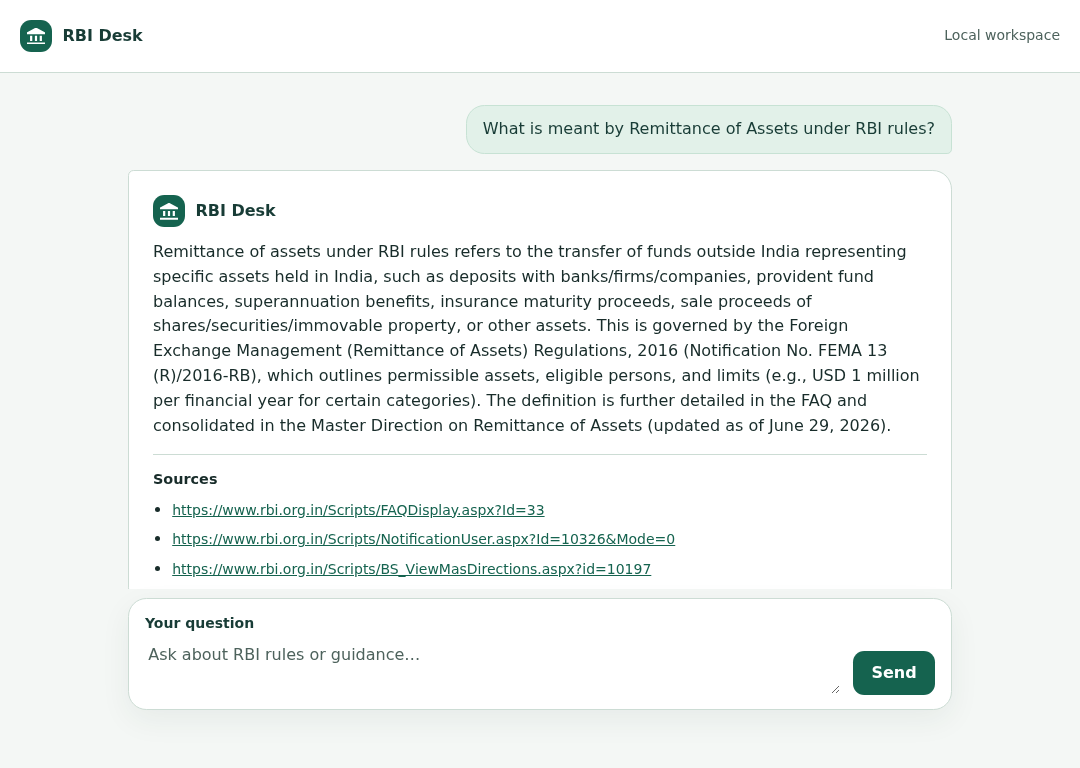 RBI Desk
Local workspace
What is meant by Remittance of Assets under RBI rules?
RBI Desk
Remittance of assets under RBI rules refers to the transfer of funds outside India representing
specific assets held in India, such as deposits with banks/firms/companies, provident fund
balances, superannuation benefits, insurance maturity proceeds, sale proceeds of
shares/securities/immovable property, or other assets. This is governed by the Foreign
Exchange Management (Remittance of Assets) Regulations, 2016 (Notification No. FEMA 13
(R)/2016-RB), which outlines permissible assets, eligible persons, and limits (e.g., USD 1 million
per financial year for certain categories). The definition is further detailed in the FAQ and
consolidated in the Master Direction on Remittance of Assets (updated as of June 29, 2026).
Sources
https://www.rbi.org.in/Scripts/FAQDisplay.aspx?Id=33
https://www.rbi.org.in/Scripts/NotificationUser.aspx?Id=10326&Mode=0
https://www.rbi.org.in/Scripts/BS_ViewMasDirections.aspx?id=10197
Your question
Ask about RBI rules or guidance…
Send